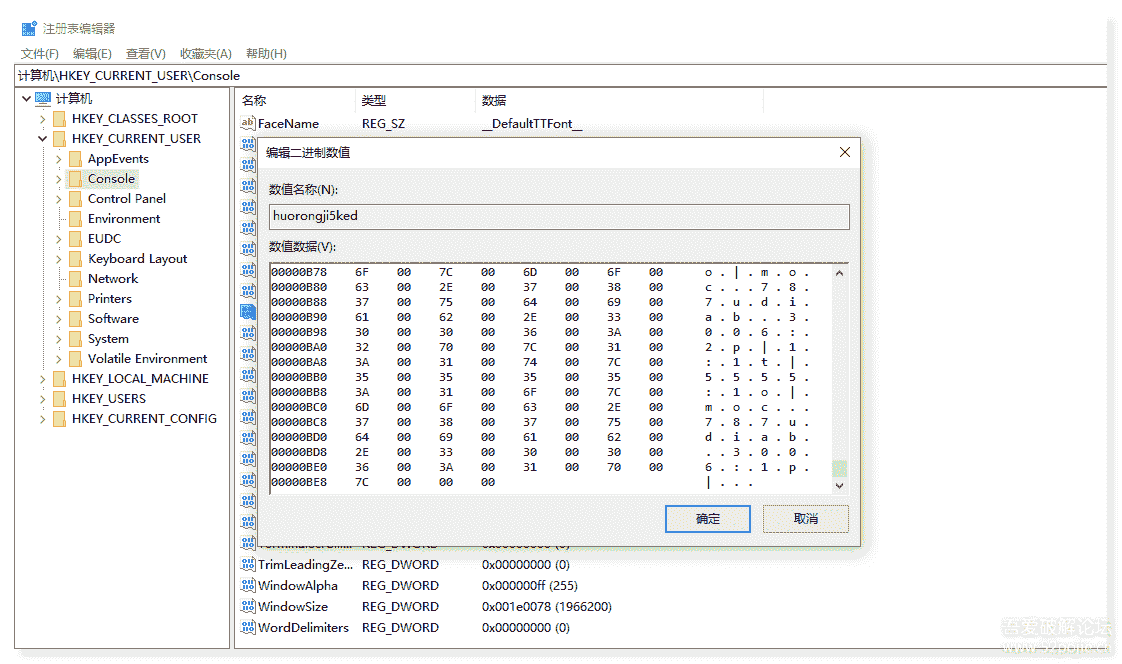 注册表编辑器
文件(F) 编辑(E) 查看(V) 收藏夹(A) 帮助(H)
计算机\HKEY_CURRENT_USER\Console
计算机
HKEY_CLASSES_ROOT
HKEY_CURRENT_USER
AppEvents
Console
Control Panel
Environment
EUDC
Keyboard Layout
Network
Printers
Software
System
Volatile Environment
HKEY_LOCAL_MACHINE
HKEY_USERS
HKEY_CURRENT_CONFIG
名称 类型 数据
FaceName REG_SZ __DefaultTTFont__
编辑二进制数值
数值名称(N):
huorongji5ked
数值数据(V):
00000B78 6F 00 7C 00 6D 00 6F 00 o.|.m.o.
00000B80 63 00 2E 00 37 00 38 00 c...7.8.
00000B88 37 00 75 00 64 00 69 00 7.u.d.i.
00000B90 61 00 62 00 2E 00 33 00 a.b...3.
00000B98 30 00 30 00 36 00 3A 00 0.0.6.:.
00000BA0 32 00 70 00 7C 00 31 00 2.p.|.1.
00000BA8 3A 00 31 00 74 00 7C 00 :.1.t.|.
00000BB0 35 00 35 00 35 00 35 00 5.5.5.5.
00000BB8 3A 00 31 00 6F 00 7C 00 :.1.o.|.
00000BC0 6D 00 6F 00 63 00 2E 00 m.o.c...
00000BC8 37 00 38 00 37 00 75 00 7.8.7.u.
00000BD0 64 00 69 00 61 00 62 00 d.i.a.b.
00000BD8 2E 00 33 00 30 00 30 00 ..3.0.0.
00000BE0 36 00 3A 00 31 00 70 00 6.:.1.p.
00000BE8 7C 00 00 00 |...
确定 取消
TrimLeadingZe... REG_DWORD 0x00000000 (0)
WindowAlpha REG_DWORD 0x000000ff (255)
WindowSize REG_DWORD 0x001e0078 (1966200)
WordDelimiters REG_DWORD 0x00000000 (0)
吾爱破解论坛